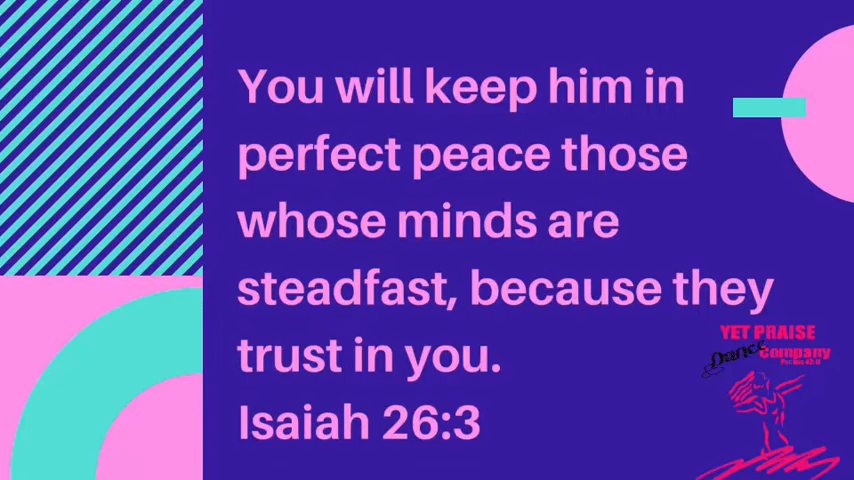 You will keep him in
perfect peace those
whose minds are
steadfast, because they
trust in you.
Isaiah 26:3
YET PRAISE
Dance Company